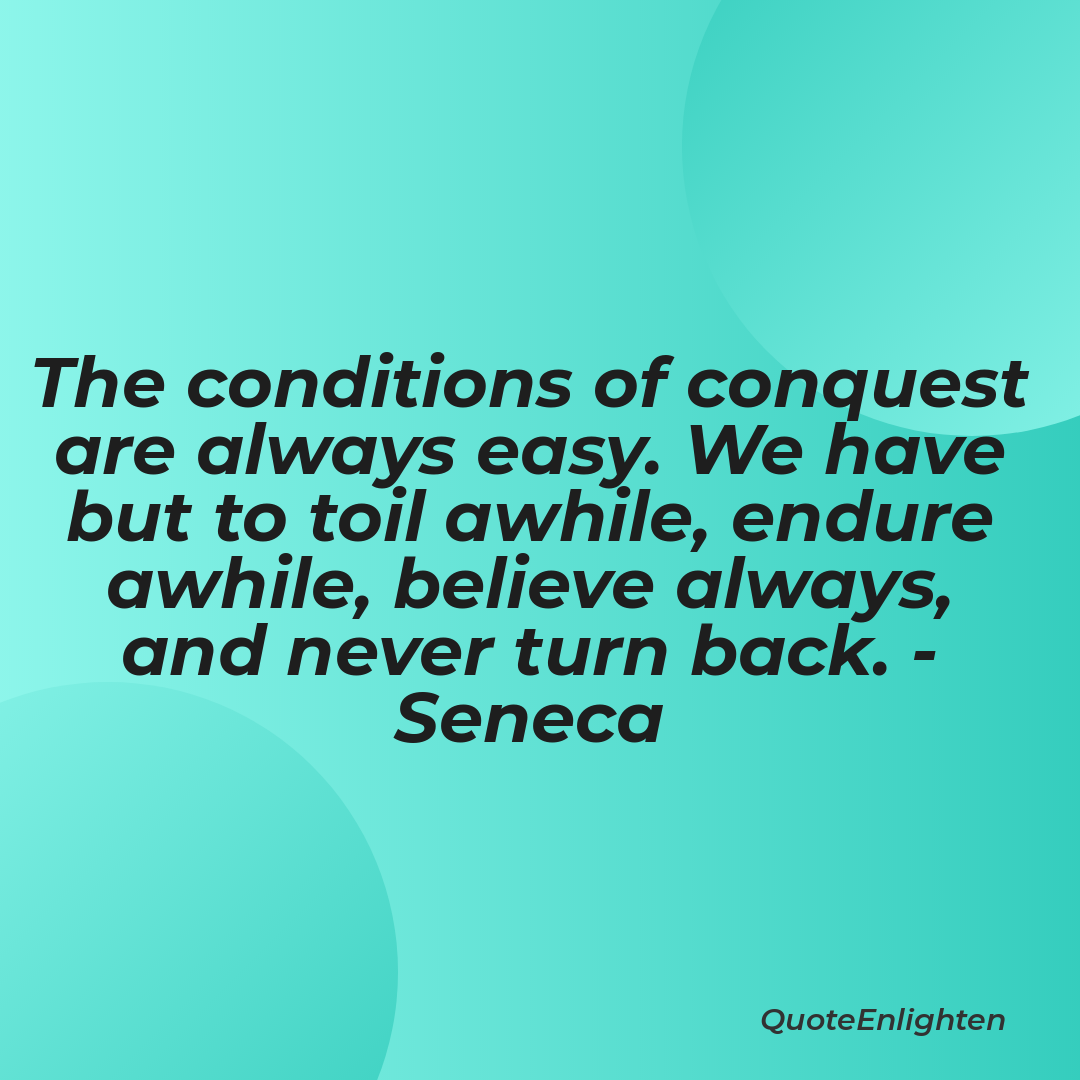 The conditions of conquest
are always easy. We have
but to toil awhile, endure
awhile, believe always,
and never turn back. -
Seneca
QuoteEnlighten